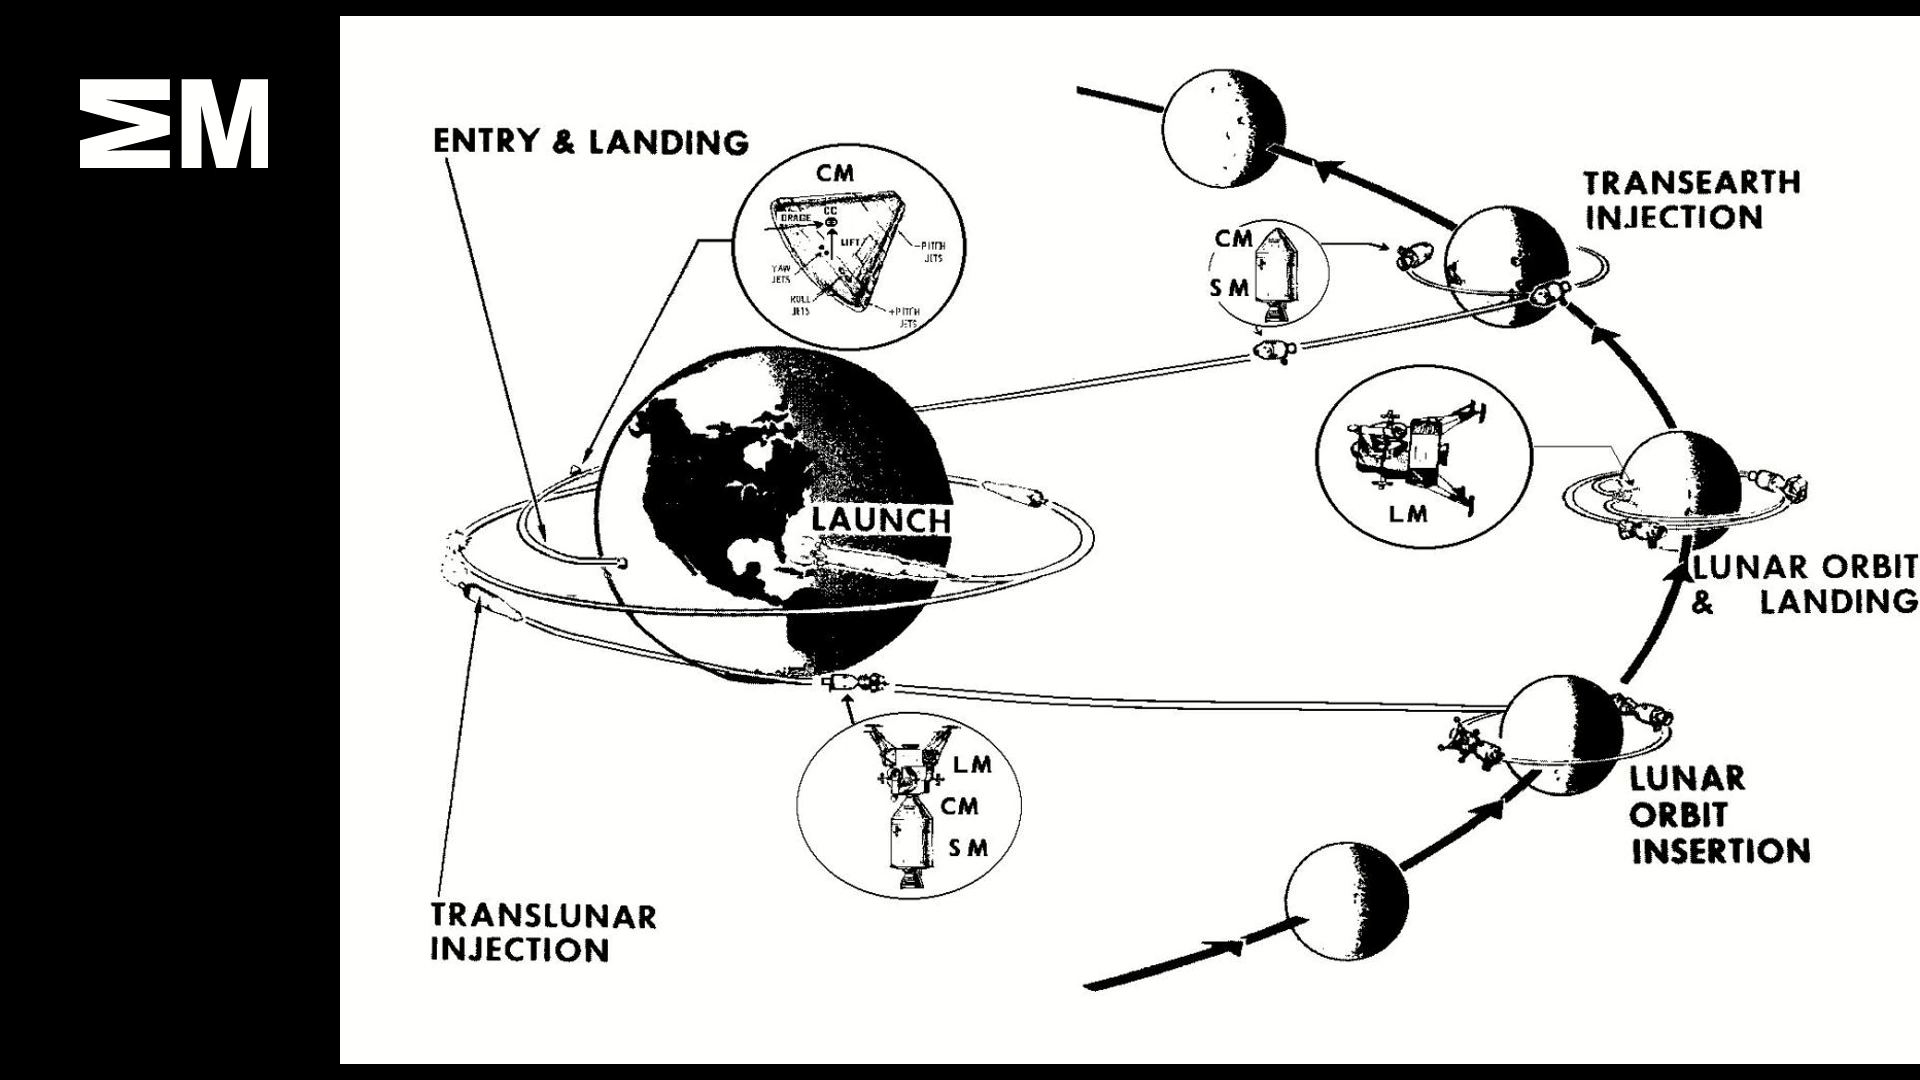 ΣM
ENTRY & LANDING
CM
DRAG
CG
LIFT
-PITCH
JETS
YAW
JETS
ROLL
JETS
+PITCH
JETS
TRANSEARTH
INJECTION
CM
SM
LAUNCH
LM
LUNAR ORBIT
& LANDING
LM
CM
SM
LUNAR
ORBIT
INSERTION
TRANSLUNAR
INJECTION